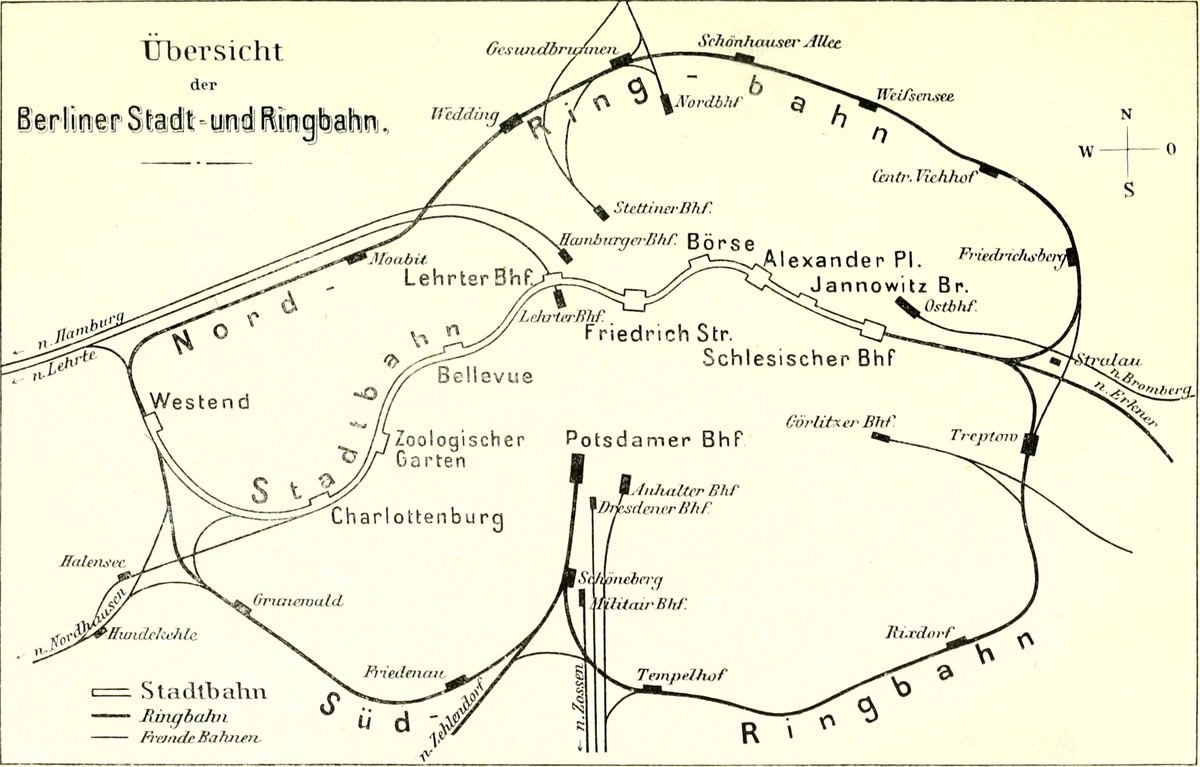 Übersicht
der
Berliner Stadt- und Ringbahn.
Gesundbrunnen
Schönhauser Allee
Wedding
Nordbhf
Weifsensee
Ring-bahn
N
W
O
S
Centr. Viehhof
Stettiner Bhf.
Hamburger Bhf.
Börse
Moabit
Lehrter Bhf.
Alexander Pl.
Friedrichsberg
Jannowitz Br.
Nord-
Lehrter Bhf.
Ostbhf.
← n. Hamburg
Friedrich Str.
← n. Lehrte
Schlesischer Bhf
Stralau
n. Bromberg
n. Erkner
Bellevue
Stadtbahn
Westend
Zoologischer
Garten
Potsdamer Bhf.
Görlitzer Bhf.
Treptow
Anhalter Bhf
Dresdener Bhf.
Charlottenburg
Halensee
Schöneberg
Grunewald
Militair Bhf.
← n. Nordhausen
Hundekehle
Rixdorf
Friedenau
Tempelhof
Süd-
Ringbahn
n. Zehlendorf
← n. Zossen
Stadtbahn
Ringbahn
Fremde Bahnen